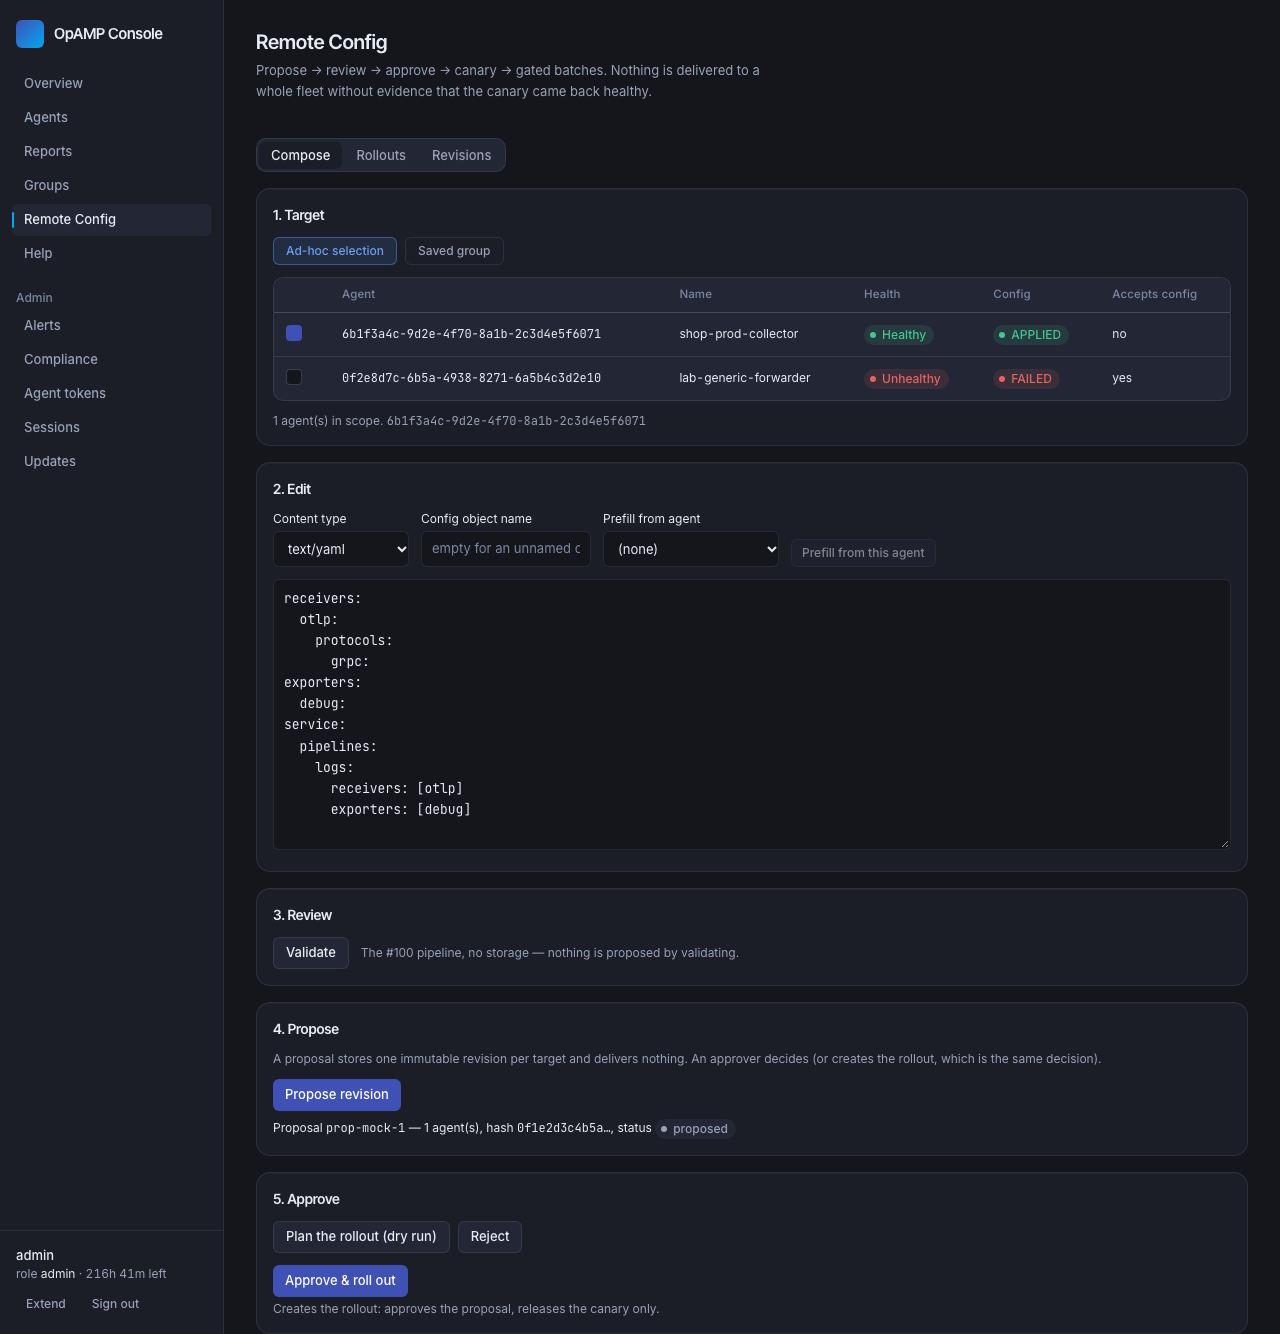 OpAMP Console
Overview
Agents
Reports
Groups
Remote Config
Help
Admin
Alerts
Compliance
Agent tokens
Sessions
Updates
admin
role admin · 216h 41m left
Extend Sign out
Remote Config
Propose → review → approve → canary → gated batches. Nothing is delivered to a
whole fleet without evidence that the canary came back healthy.
Compose Rollouts Revisions
1. Target
Ad-hoc selection Saved group
Agent Name Health Config Accepts config
6b1f3a4c-9d2e-4f70-8a1b-2c3d4e5f6071 shop-prod-collector Healthy APPLIED no
0f2e8d7c-6b5a-4938-8271-6a5b4c3d2e10 lab-generic-forwarder Unhealthy FAILED yes
1 agent(s) in scope. 6b1f3a4c-9d2e-4f70-8a1b-2c3d4e5f6071
2. Edit
Content type Config object name Prefill from agent
text/yaml empty for an unnamed c (none) Prefill from this agent
receivers:
  otlp:
    protocols:
      grpc:
exporters:
  debug:
service:
  pipelines:
    logs:
      receivers: [otlp]
      exporters: [debug]
3. Review
Validate The #100 pipeline, no storage — nothing is proposed by validating.
4. Propose
A proposal stores one immutable revision per target and delivers nothing. An approver decides (or creates the rollout, which is the same decision).
Propose revision
Proposal prop-mock-1 — 1 agent(s), hash 0f1e2d3c4b5a…, status proposed
5. Approve
Plan the rollout (dry run) Reject
Approve & roll out
Creates the rollout: approves the proposal, releases the canary only.